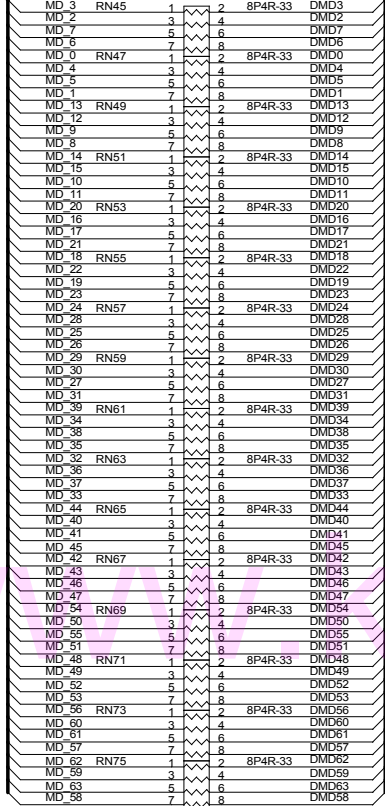 MD_3 RN45 1 2 8P4R-33 DMD3
MD_2 3 4 DMD2
MD_7 5 6 DMD7
MD_6 7 8 DMD6
MD_0 RN47 1 2 8P4R-33 DMD0
MD_4 3 4 DMD4
MD_5 5 6 DMD5
MD_1 7 8 DMD1
MD_13 RN49 1 2 8P4R-33 DMD13
MD_12 3 4 DMD12
MD_9 5 6 DMD9
MD_8 7 8 DMD8
MD_14 RN51 1 2 8P4R-33 DMD14
MD_15 3 4 DMD15
MD_10 5 6 DMD10
MD_11 7 8 DMD11
MD_20 RN53 1 2 8P4R-33 DMD20
MD_16 3 4 DMD16
MD_17 5 6 DMD17
MD_21 7 8 DMD21
MD_18 RN55 1 2 8P4R-33 DMD18
MD_22 3 4 DMD22
MD_19 5 6 DMD19
MD_23 7 8 DMD23
MD_24 RN57 1 2 8P4R-33 DMD24
MD_28 3 4 DMD28
MD_25 5 6 DMD25
MD_26 7 8 DMD26
MD_29 RN59 1 2 8P4R-33 DMD29
MD_30 3 4 DMD30
MD_27 5 6 DMD27
MD_31 7 8 DMD31
MD_39 RN61 1 2 8P4R-33 DMD39
MD_34 3 4 DMD34
MD_38 5 6 DMD38
MD_35 7 8 DMD35
MD_32 RN63 1 2 8P4R-33 DMD32
MD_36 3 4 DMD36
MD_37 5 6 DMD37
MD_33 7 8 DMD33
MD_44 RN65 1 2 8P4R-33 DMD44
MD_40 3 4 DMD40
MD_41 5 6 DMD41
MD_45 7 8 DMD45
MD_42 RN67 1 2 8P4R-33 DMD42
MD_43 3 4 DMD43
MD_46 5 6 DMD46
MD_47 7 8 DMD47
MD_54 RN69 1 2 8P4R-33 DMD54
MD_50 3 4 DMD50
MD_55 5 6 DMD55
MD_51 7 8 DMD51
MD_48 RN71 1 2 8P4R-33 DMD48
MD_49 3 4 DMD49
MD_52 5 6 DMD52
MD_53 7 8 DMD53
MD_56 RN73 1 2 8P4R-33 DMD56
MD_60 3 4 DMD60
MD_61 5 6 DMD61
MD_57 7 8 DMD57
MD_62 RN75 1 2 8P4R-33 DMD62
MD_59 3 4 DMD59
MD_63 5 6 DMD63
MD_58 7 8 DMD58